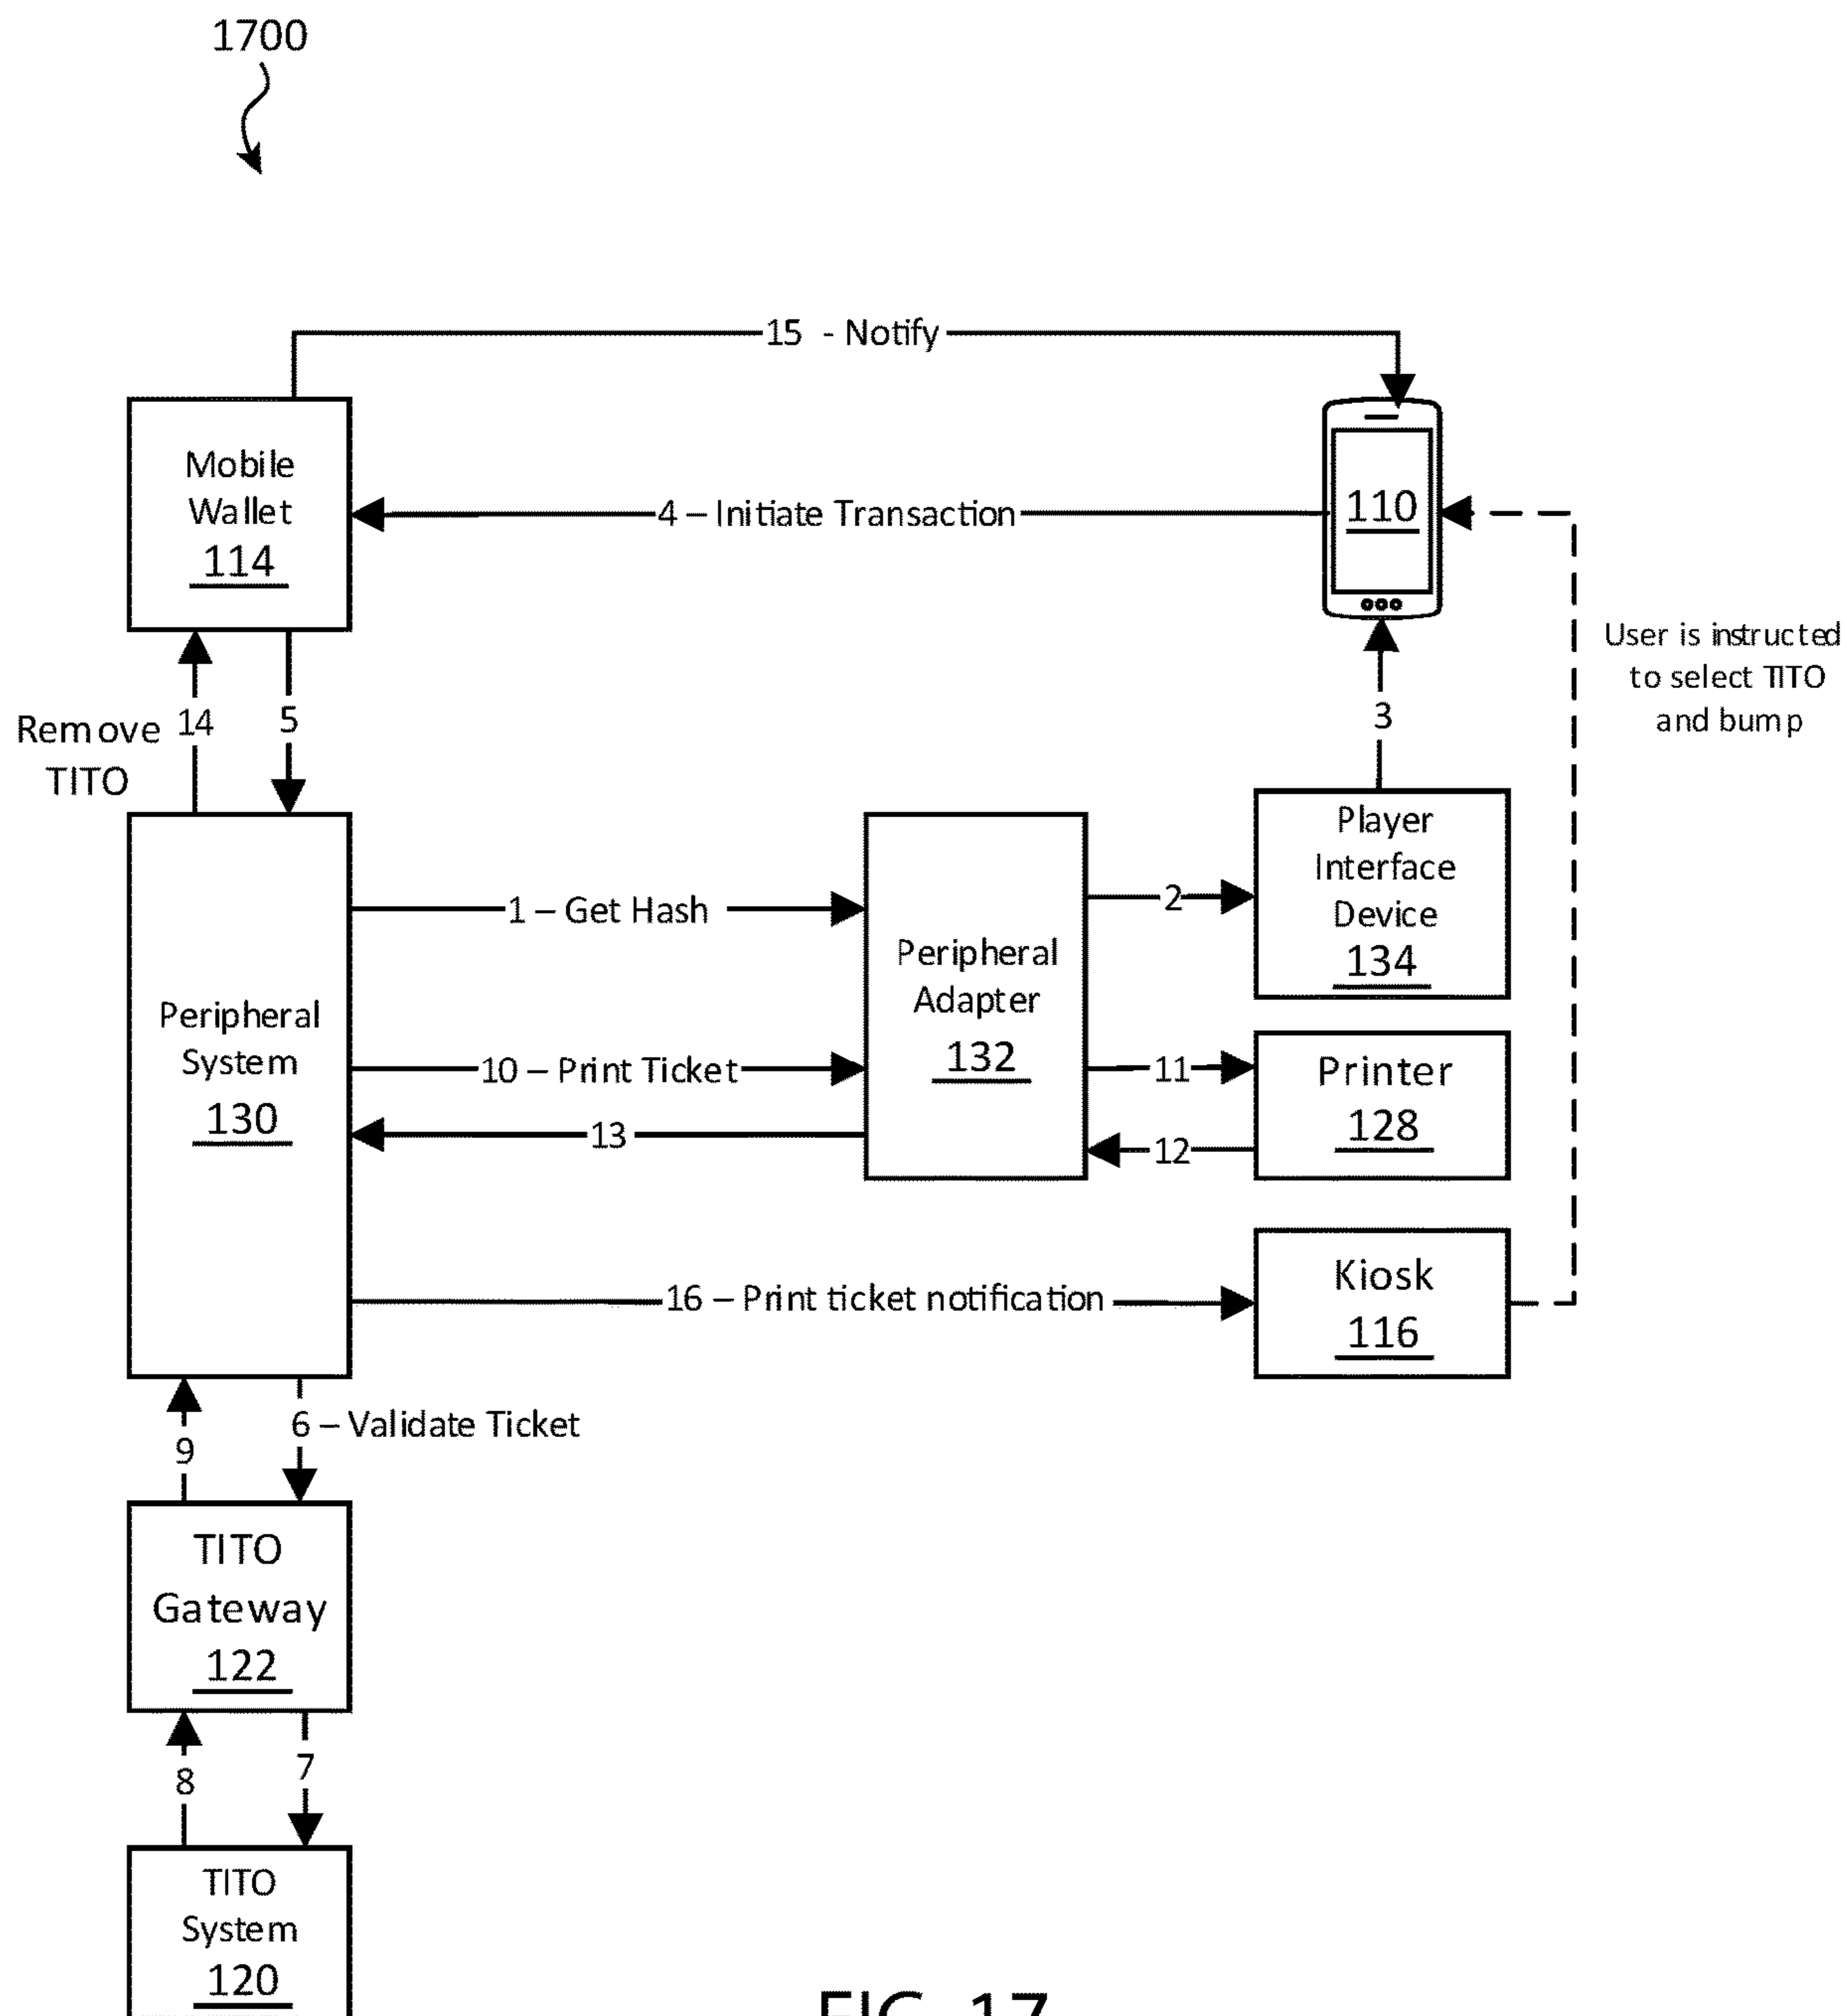 1700
15 - Notify
Mobile
Wallet
114
4 – Initiate Transaction
110
User is instructed
to select TITO
and bump
Remove
TITO
14
5
3
Player
Interface
Device
134
1 – Get Hash
2
Peripheral
Adapter
132
Peripheral
System
130
10 – Print Ticket
11
Printer
128
13
12
16 – Print ticket notification
Kiosk
116
9
6 – Validate Ticket
TITO
Gateway
122
8
7
TITO
System
120
FIG. 17